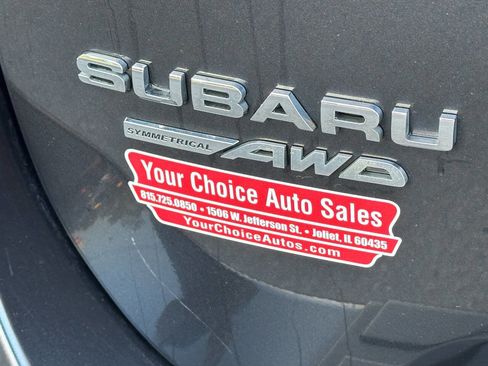 SUBARU
SYMMETRICAL AWD
Your Choice Auto Sales
815.725.0850 • 1506 W. Jefferson St. • Joliet, IL 60435
YourChoiceAutos.com